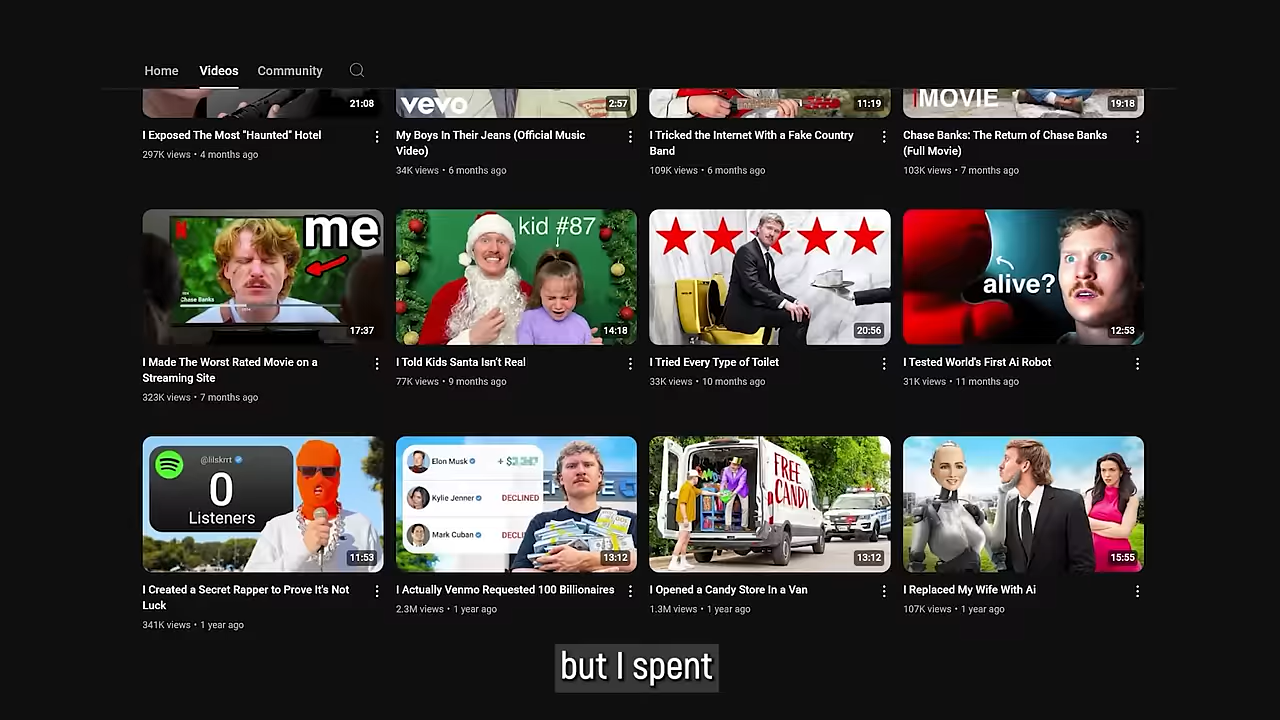 Home Videos Community
21:08
vevo
2:57
11:19
MOVIE
19:18
I Exposed The Most "Haunted" Hotel
297K views • 4 months ago
My Boys In Their Jeans (Official Music
Video)
34K views • 6 months ago
I Tricked the Internet With a Fake Country
Band
109K views • 6 months ago
Chase Banks: The Return of Chase Banks
(Full Movie)
103K views • 7 months ago
me
Chase Banks
17:37
kid #87
14:18
20:56
alive?
12:53
I Made The Worst Rated Movie on a
Streaming Site
323K views • 7 months ago
I Told Kids Santa Isn't Real
77K views • 9 months ago
I Tried Every Type of Toilet
33K views • 10 months ago
I Tested World's First Ai Robot
31K views • 11 months ago
@lilskrrt
0
Listeners
11:53
Elon Musk + $
Kylie Jenner DECLINED
Mark Cuban DECLI
13:12
FREE
CANDY
13:12
15:55
I Created a Secret Rapper to Prove It's Not
Luck
341K views • 1 year ago
I Actually Venmo Requested 100 Billionaires
2.3M views • 1 year ago
I Opened a Candy Store In a Van
1.3M views • 1 year ago
I Replaced My Wife With Ai
107K views • 1 year ago
but I spent